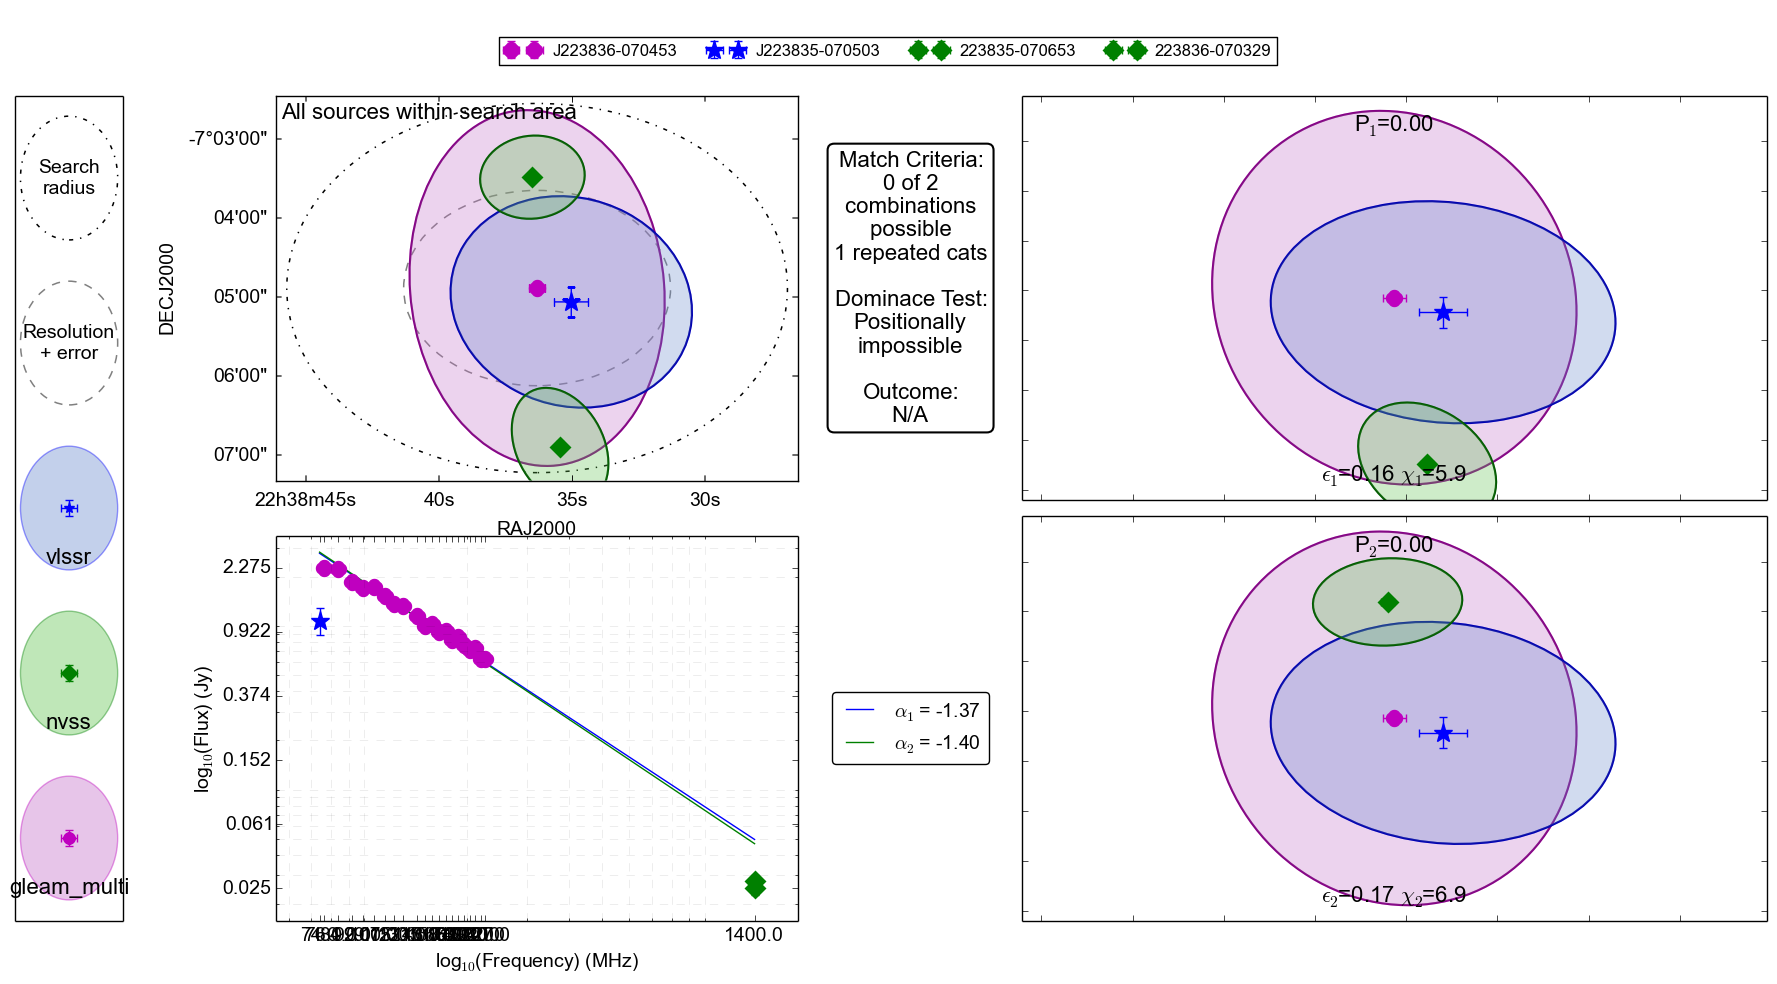 J223836-070453 J223835-070503 223835-070653 223836-070329
Search
radius
Resolution
+ error
vlssr
nvss
gleam_multi
All sources within search area
DECJ2000
-7°03'00"
04'00"
05'00"
06'00"
07'00"
22h38m45s 40s 35s 30s
RAJ2000
log10(Flux) (Jy)
2.275
0.922
0.374
0.152
0.061
0.025
1400.0
log10(Frequency) (MHz)
Match Criteria:
0 of 2
combinations
possible
1 repeated cats
Dominace Test:
Positionally
impossible
Outcome:
N/A
α1 = -1.37
α2 = -1.40
P1=0.00
ϵ1=0.16 χ1=5.9
P2=0.00
ϵ2=0.17 χ2=6.9